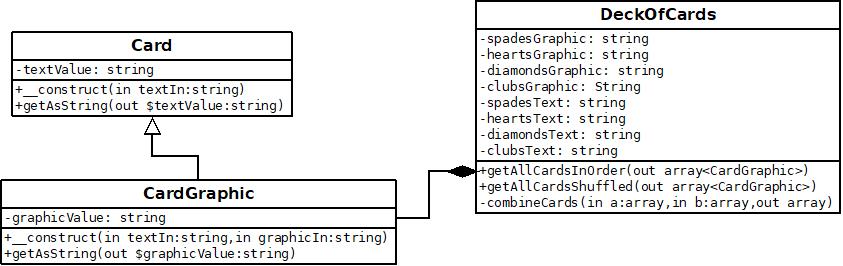 Card
-textValue: string
+__construct(in textIn:string)
+getAsString(out $textValue:string)
CardGraphic
-graphicValue: string
+__construct(in textIn:string,in graphicIn:string)
+getAsString(out $graphicValue:string)
DeckOfCards
-spadesGraphic: string
-heartsGraphic: string
-diamondsGraphic: string
-clubsGraphic: String
-spadesText: string
-heartsText: string
-diamondsText: string
-clubsText: string
+getAllCardsInOrder(out array<CardGraphic>)
+getAllCardsShuffled(out array<CardGraphic>)
-combineCards(in a:array,in b:array,out array)